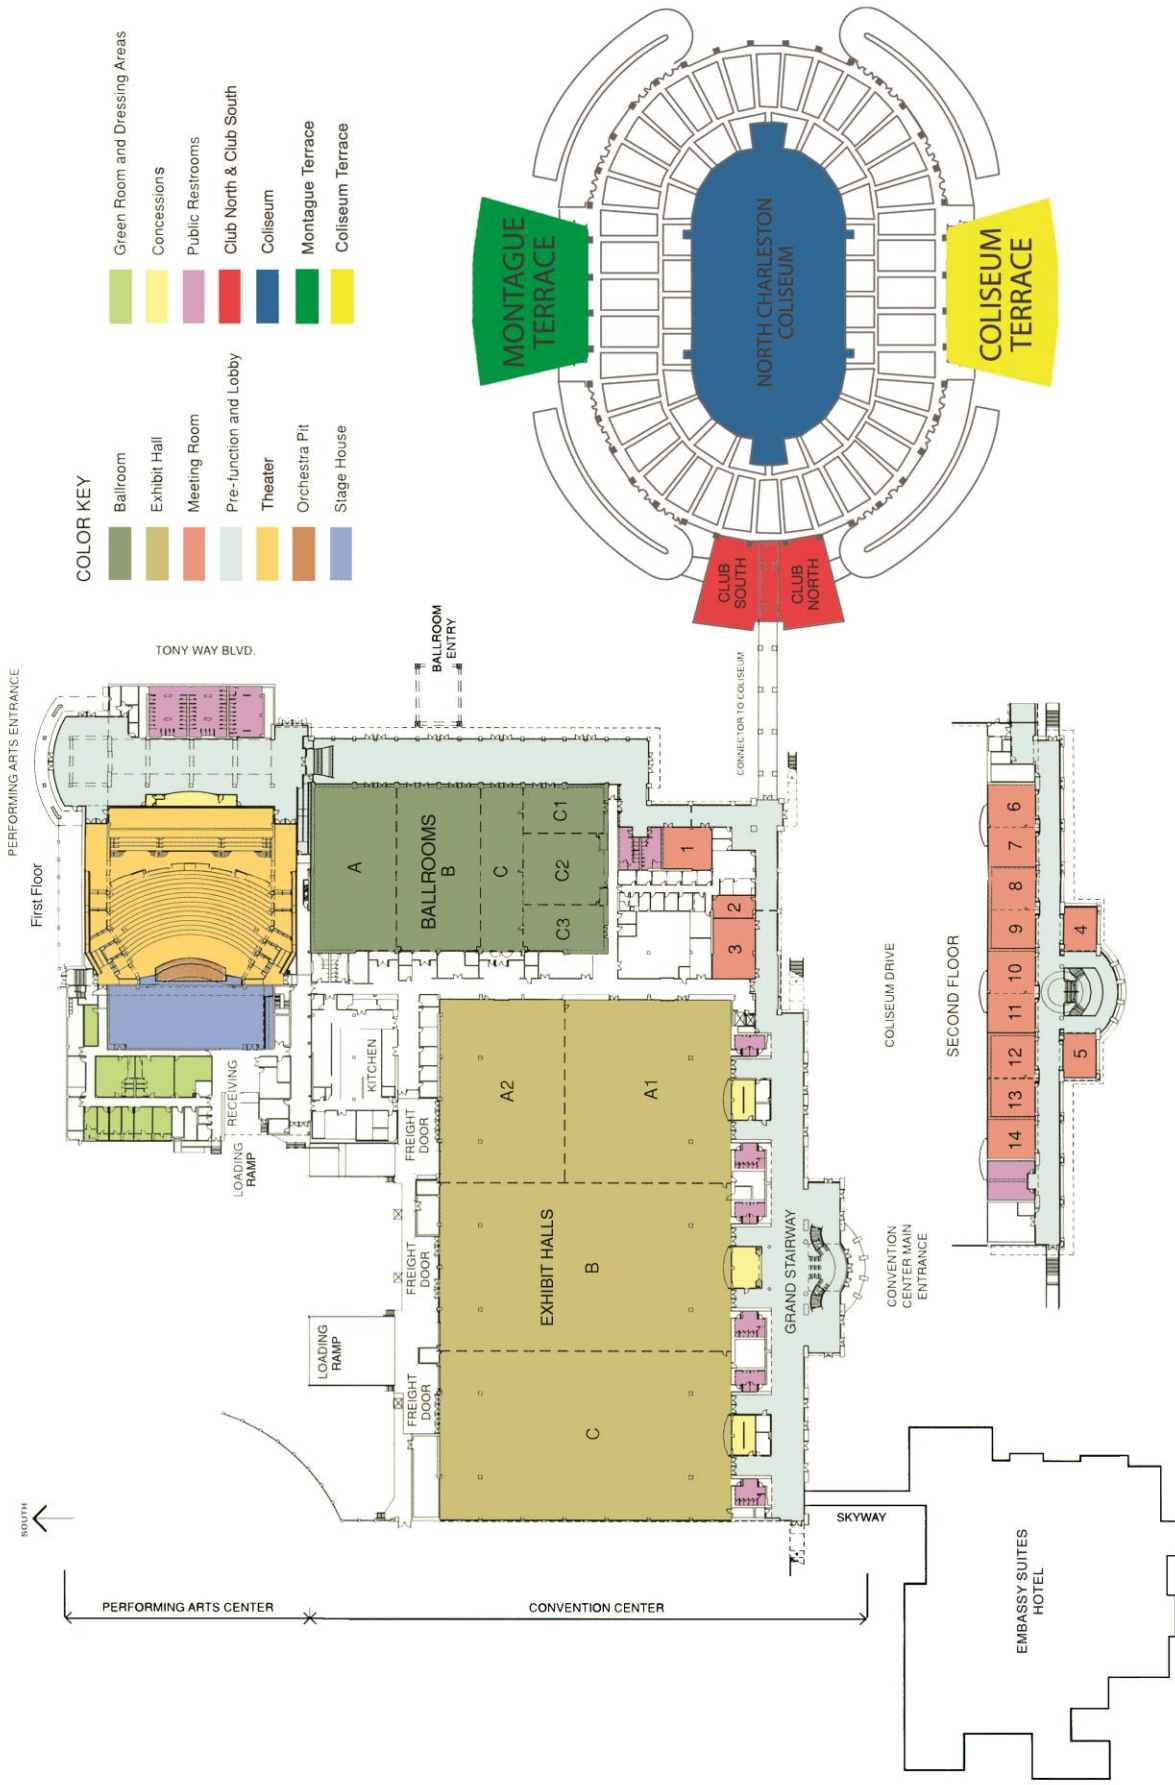 COLOR KEY
Ballroom
Exhibit Hall
Meeting Room
Pre-function and Lobby
Theater
Orchestra Pit
Stage House
Green Room and Dressing Areas
Concessions
Public Restrooms
Club North & Club South
Coliseum
Montague Terrace
Coliseum Terrace
SOUTH
PERFORMING ARTS CENTER
CONVENTION CENTER
First Floor
PERFORMING ARTS ENTRANCE
TONY WAY BLVD.
LOADING
RAMP
RECEIVING
KITCHEN
LOADING
RAMP
FREIGHT
DOOR
FREIGHT
DOOR
FREIGHT
DOOR
BALLROOMS
A
B
C
C3
C2
C1
BALLROOM
ENTRY
EXHIBIT HALLS
C
B
A2
A1
3
2
1
GRAND STAIRWAY
CONVENTION
CENTER MAIN
ENTRANCE
COLISEUM DRIVE
SKYWAY
EMBASSY SUITES
HOTEL
CONNECTOR TO COLISEUM
CLUB
SOUTH
CLUB
NORTH
MONTAGUE
TERRACE
NORTH CHARLESTON
COLISEUM
COLISEUM
TERRACE
SECOND FLOOR
14
13
12
11
10
9
8
7
6
5
4